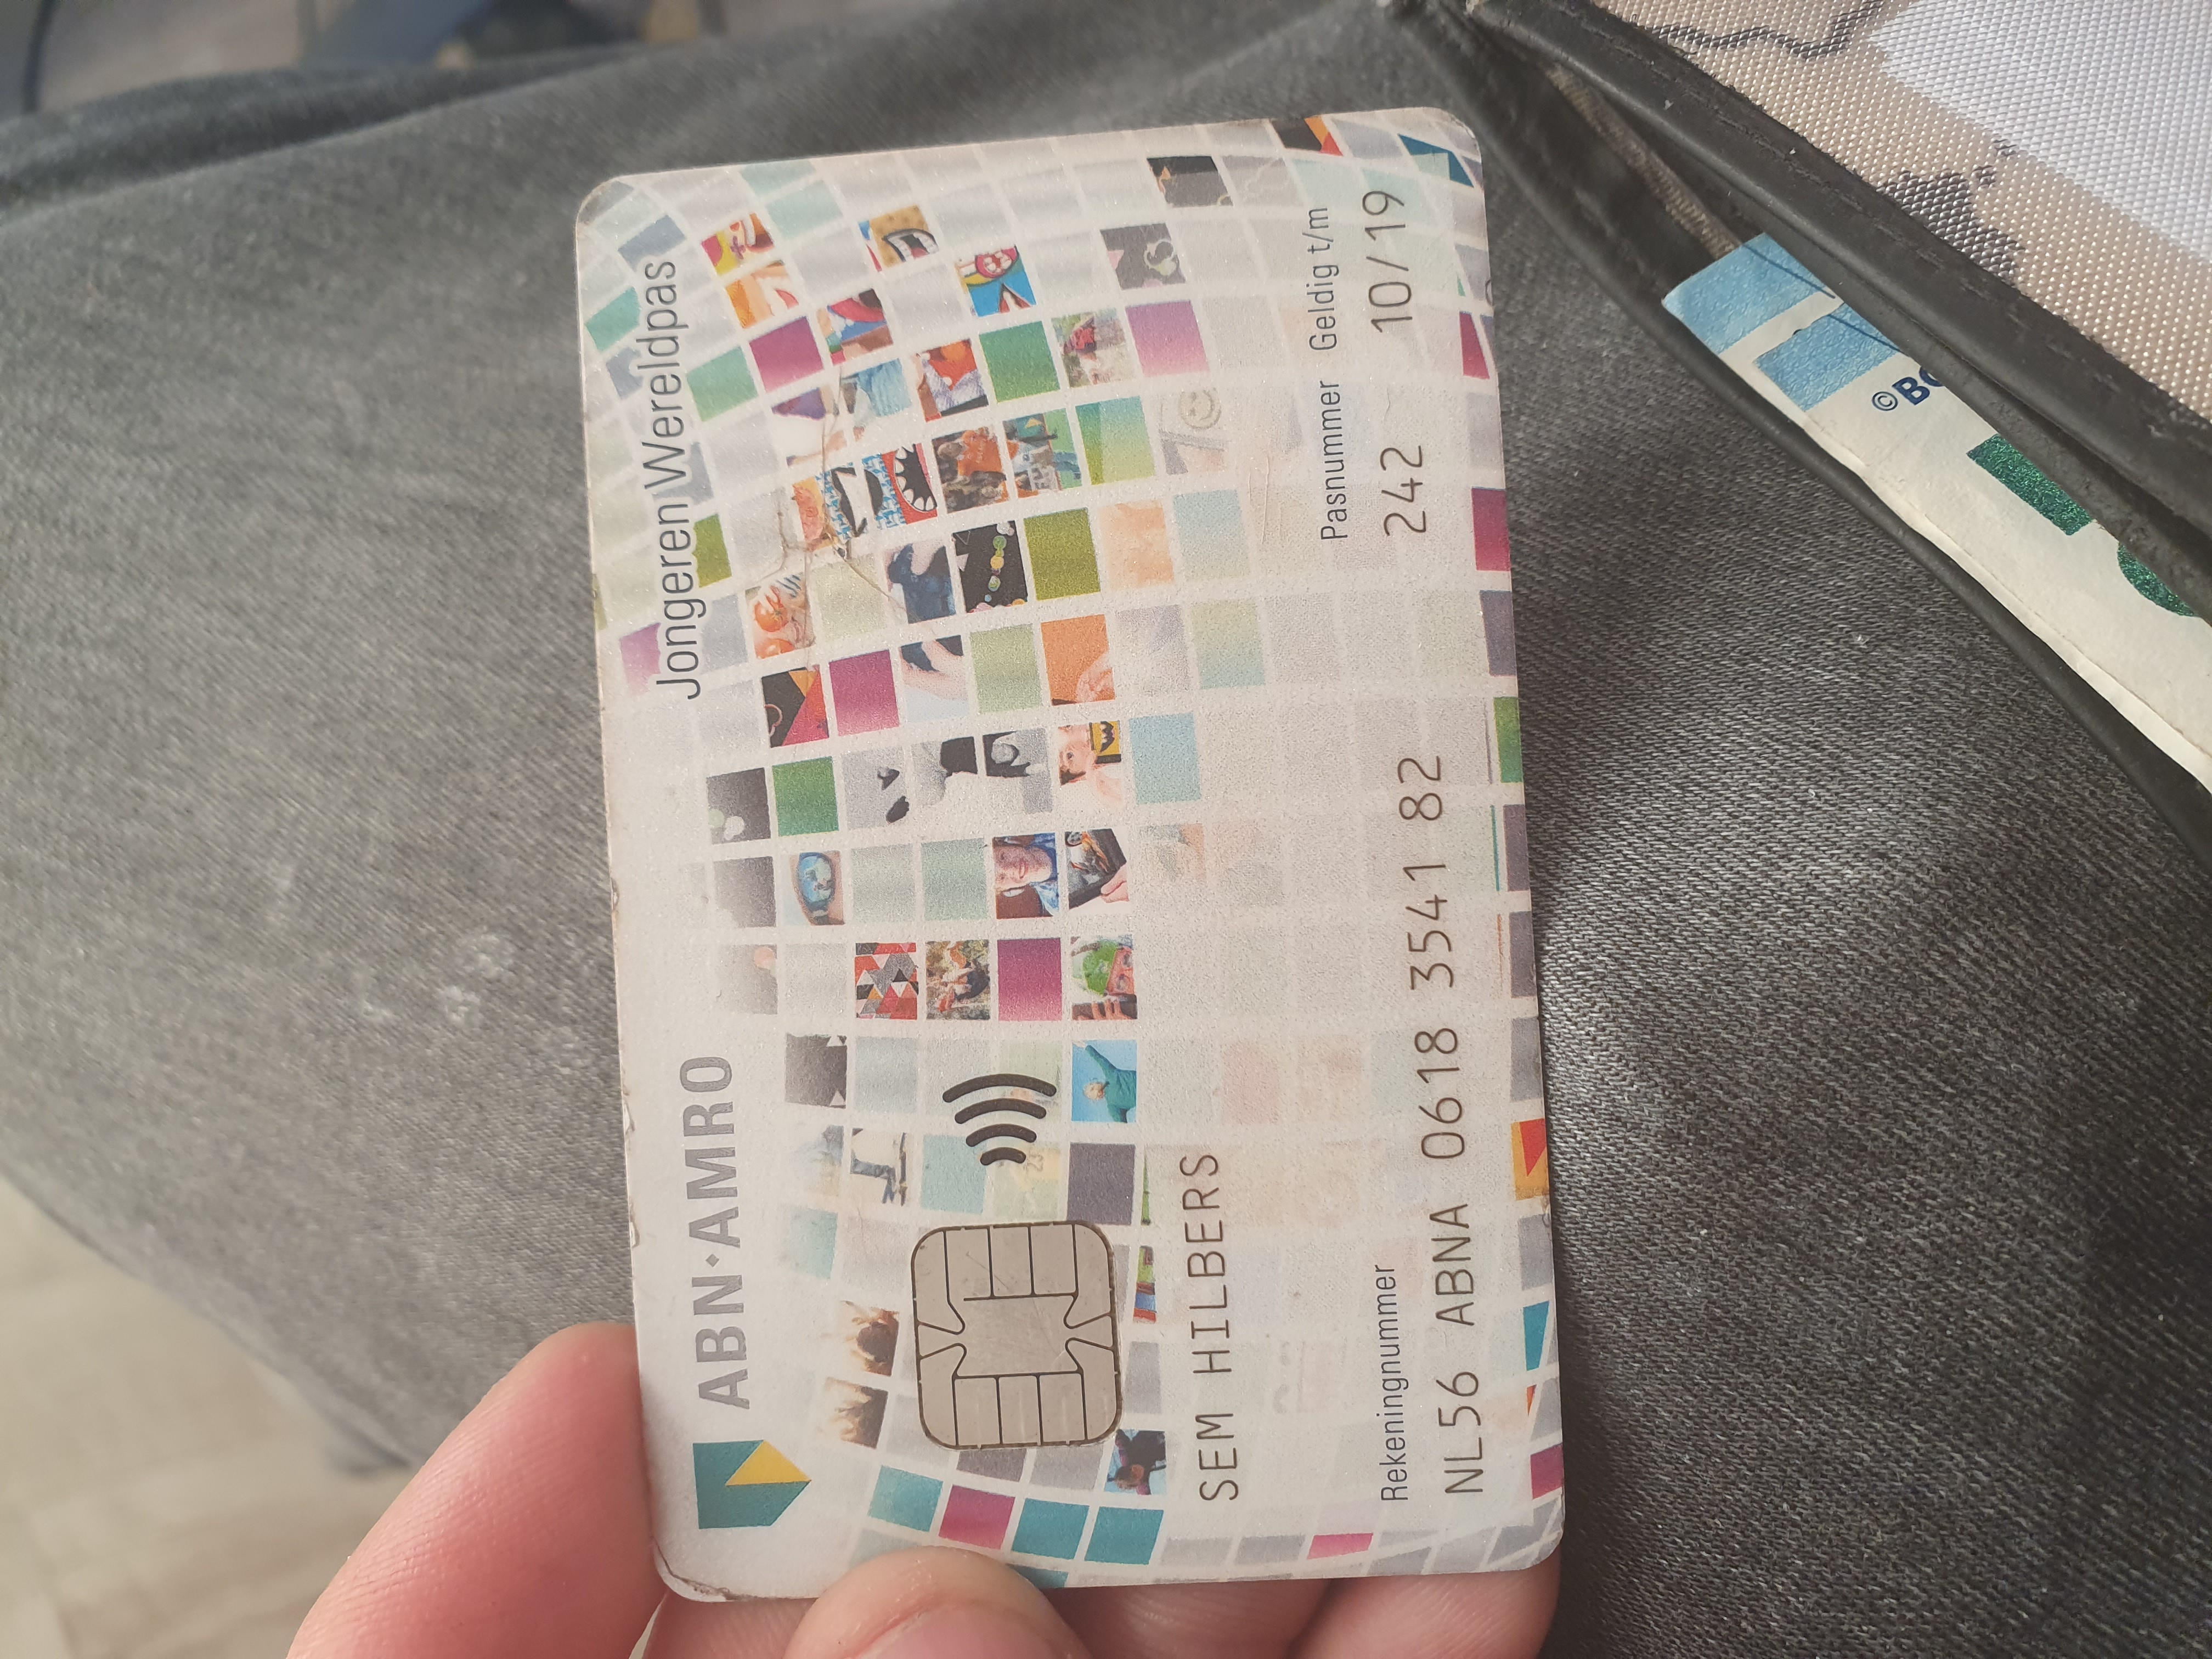 ABN·AMRO
Jongeren Wereldpas
SEM HILBERS
Pasnummer Geldig t/m
242 10/19
Rekeningnummer
NL56 ABNA 0618 3541 82